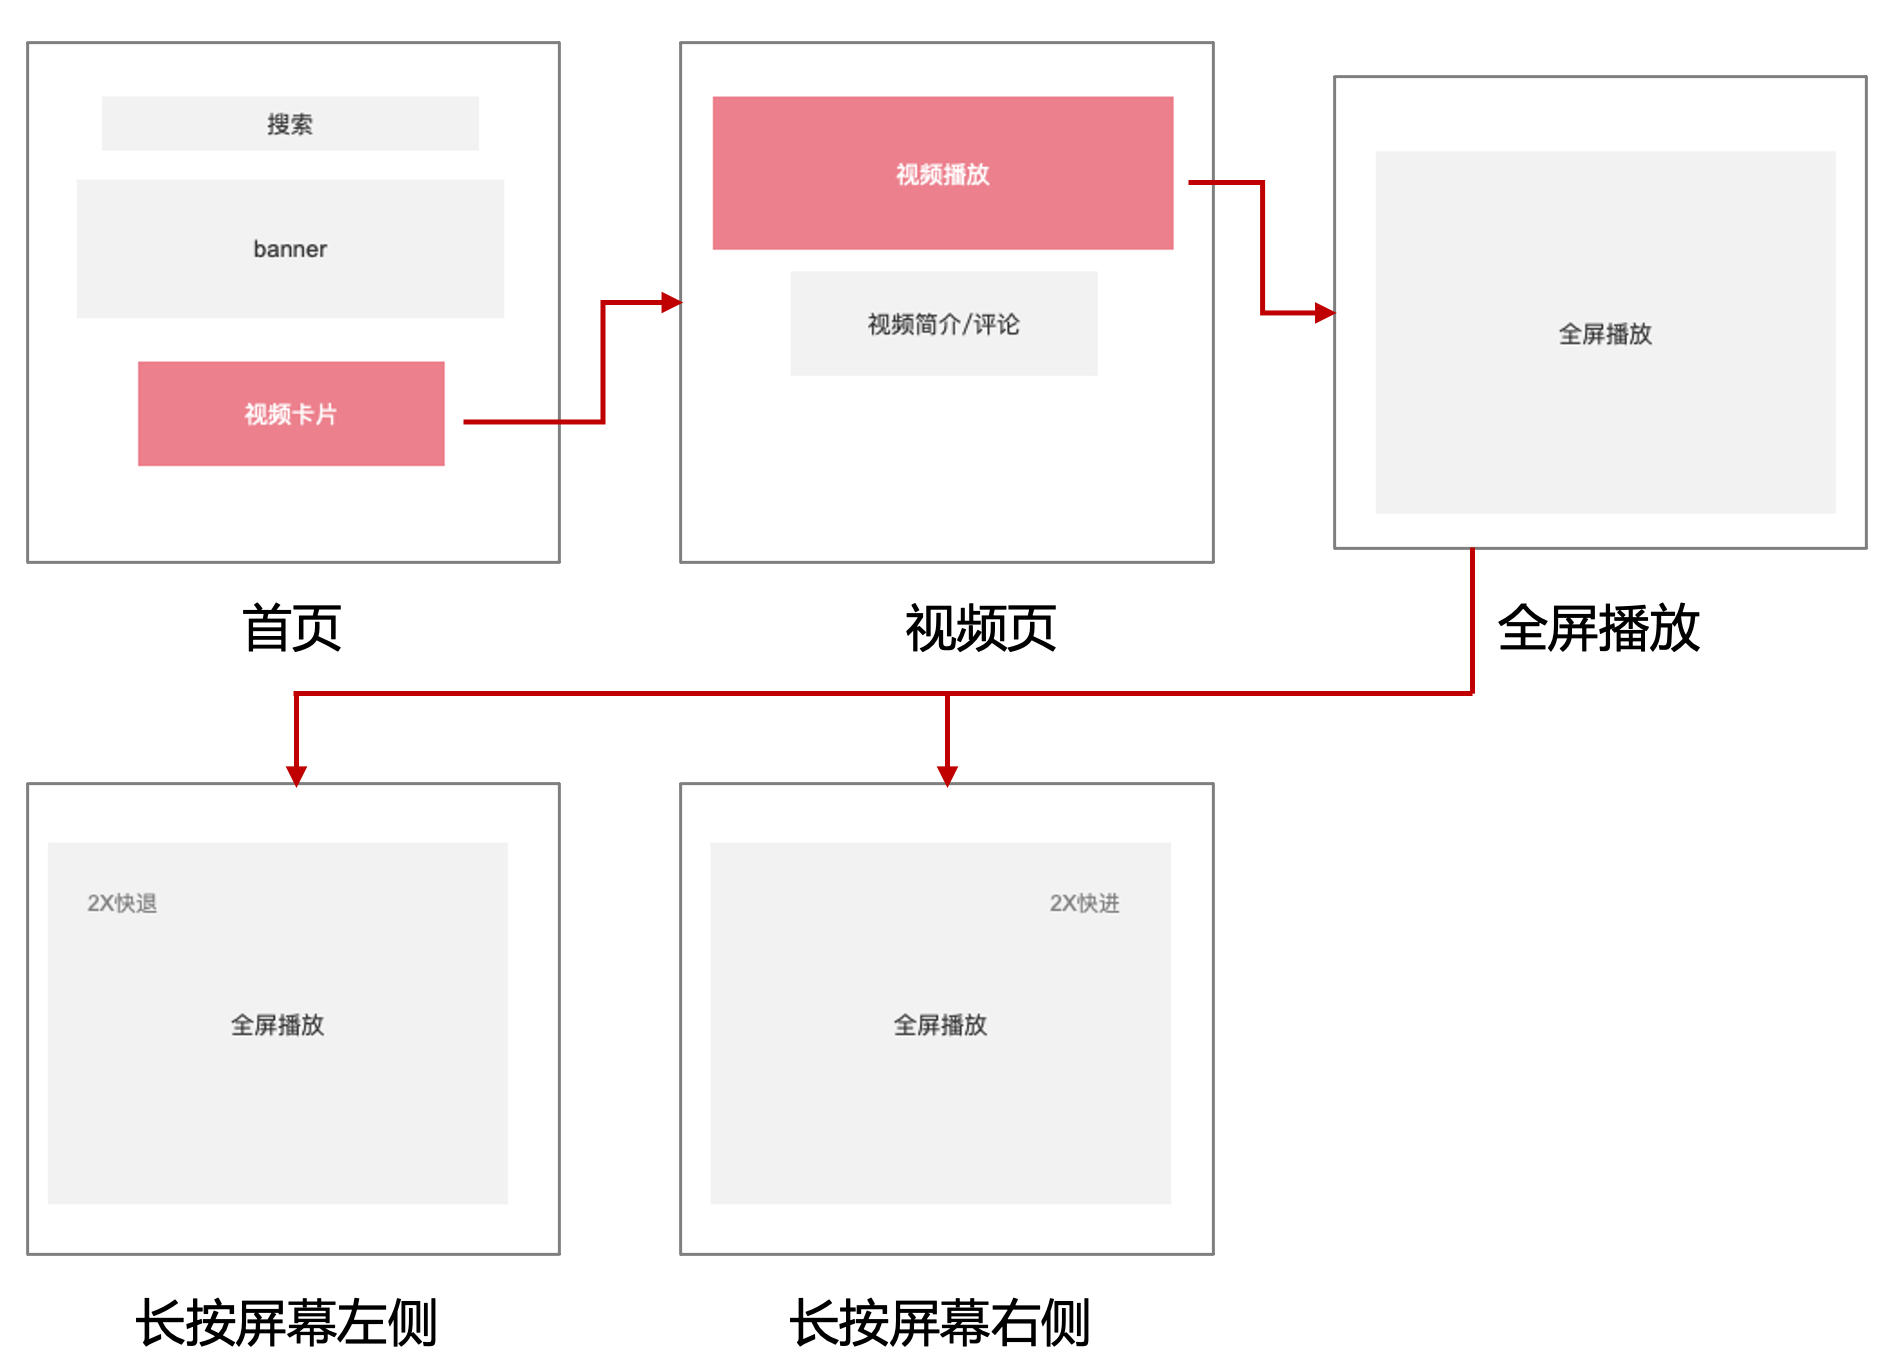 搜索
banner
视频卡片
首页
视频播放
视频简介/评论
视频页
全屏播放
全屏播放
2X快退
全屏播放
长按屏幕左侧
2X快进
全屏播放
长按屏幕右侧